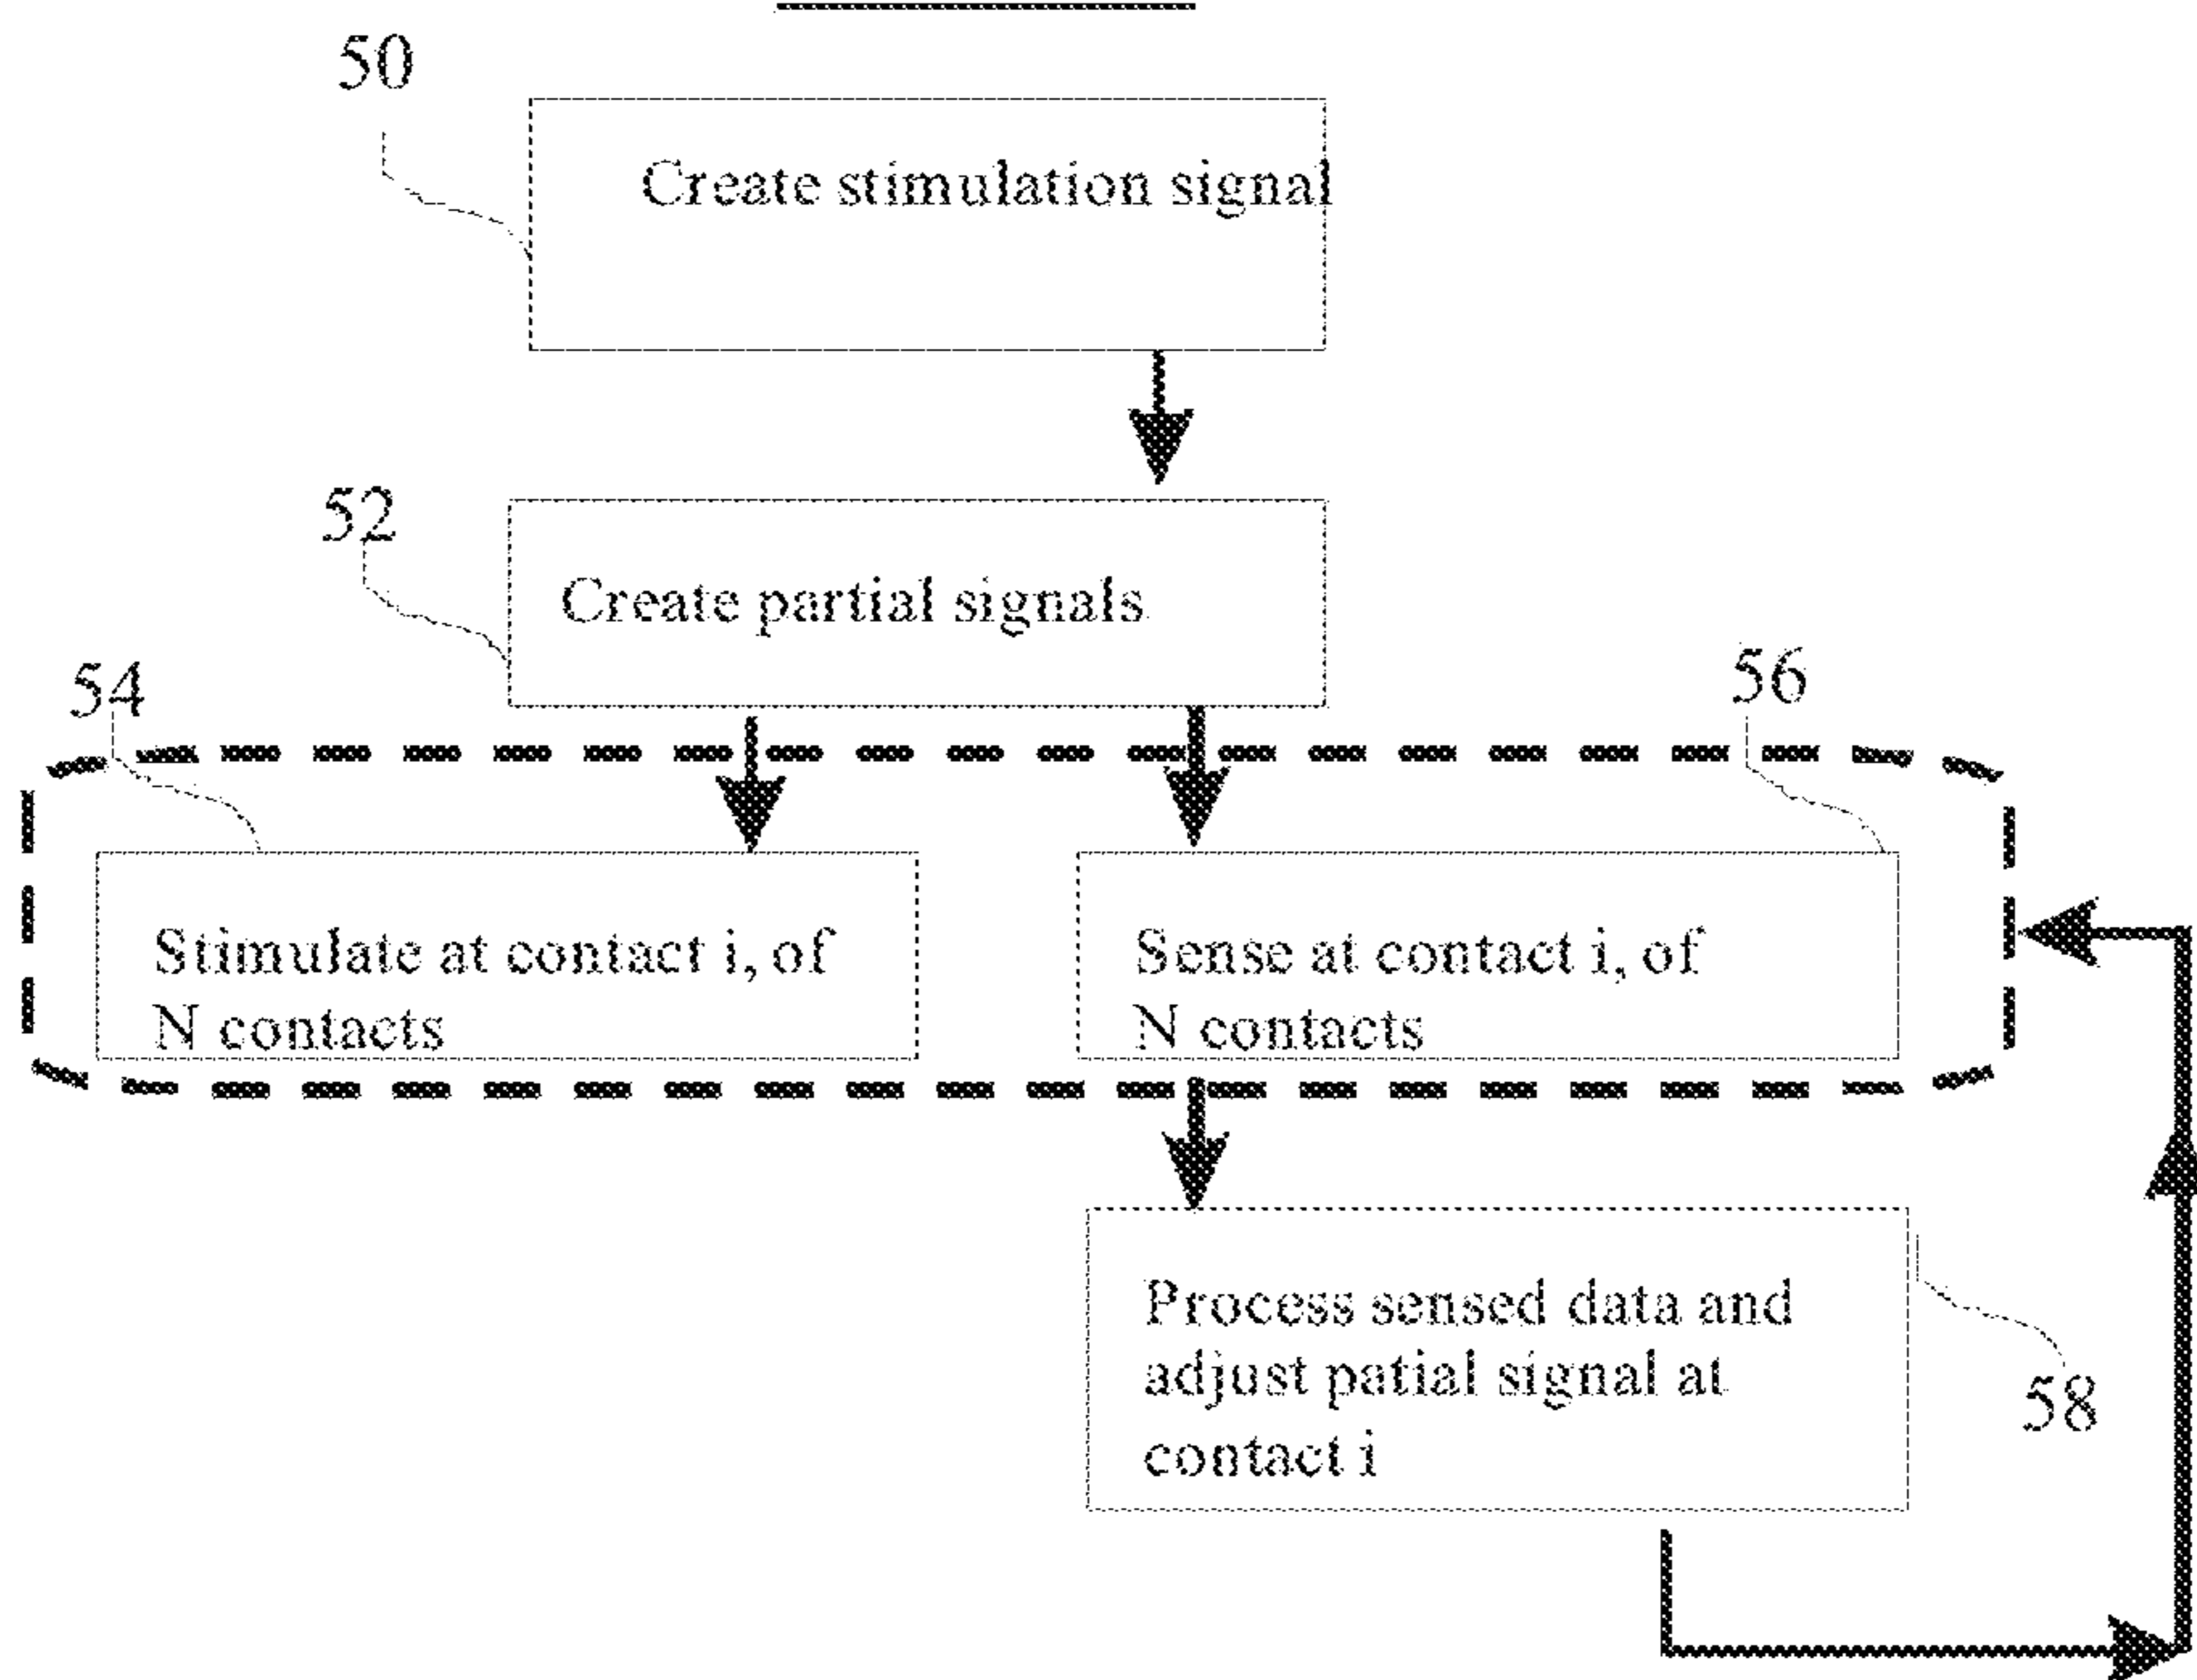 50
Create stimulation signal
52
Create partial signals
54
56
Stimulate at contact i, of
N contacts
Sense at contact i, of
N contacts
Process sensed data and
adjust patial signal at
contact i
58